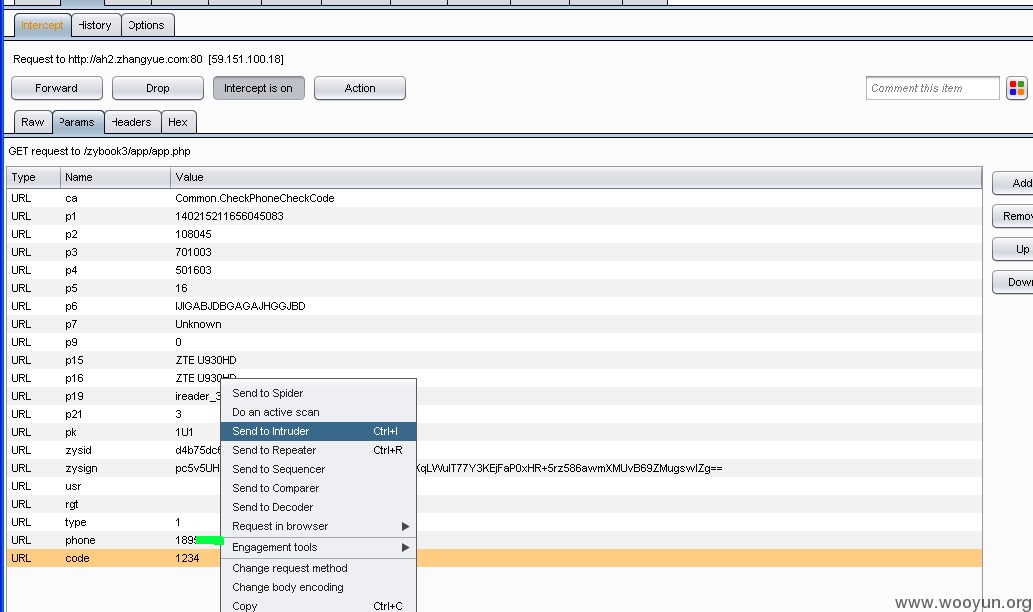 Intercept History Options
Request to http://ah2.zhangyue.com:80 [59.151.100.18]
Forward Drop Intercept is on Action Comment this item
Raw Params Headers Hex
GET request to /zybook3/app/app.php
Type Name Value
URL ca Common.CheckPhoneCheckCode Add
URL p1 140215211656045083
URL p2 108045 Remov
URL p3 701003
URL p4 501603 Up
URL p5 16
URL p6 IJIGABJDBGAGAJHGGJBD Down
URL p7 Unknown
URL p9 0
URL p15 ZTE U930HD
URL p16 ZTE U930HD
URL p19 ireader_3
Send to Spider
URL p21 3
Do an active scan
URL pk 1U1
Send to Intruder Ctrl+I
URL zysid d4b75dc
Send to Repeater Ctrl+R
URL zysign pc5v5UH
Send to Sequencer
XqLWulT77Y3KEjFaP0xHR+5rz586awmXMUvB69ZMugswIZg==
URL usr
Send to Comparer
URL rgt
Send to Decoder
URL type 1
Request in browser
URL phone 189
Engagement tools
URL code 1234
Change request method
Change body encoding
Copy Ctrl+C
www.wooyun.org